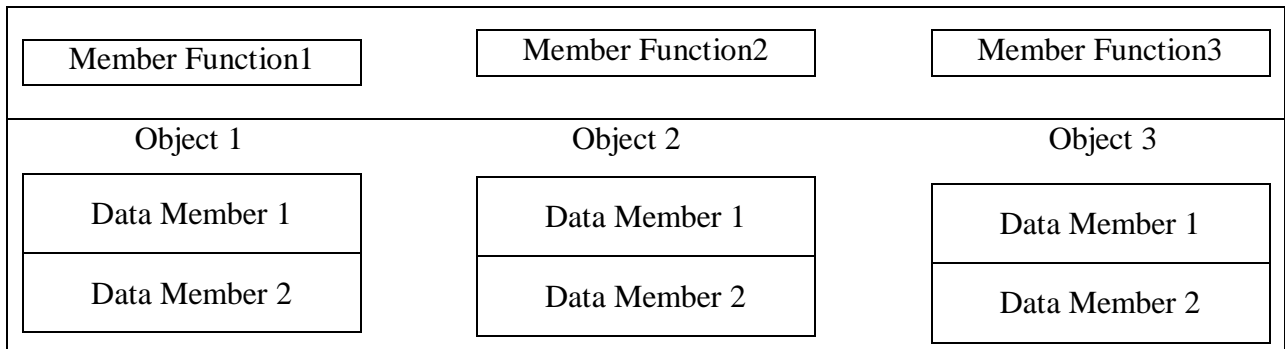 Member Function1
Member Function2
Member Function3
Object 1
Object 2
Object 3
Data Member 1
Data Member 1
Data Member 1
Data Member 2
Data Member 2
Data Member 2